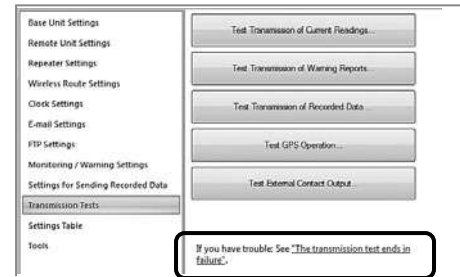 Base Unit Settings
Remote Unit Settings
Repeater Settings
Wireless Route Settings
Clock Settings
E-mail Settings
FTP Settings
Monitoring / Warning Settings
Settings for Sending Recorded Data
Transmission Tests
Settings Table
Tools
Test Transmission of Current Readings...
Test Transmission of Warning Reports...
Test Transmission of Recorded Data...
Test GPS Operation...
Test External Contact Output...
If you have trouble: See "The transmission test ends in
failure".